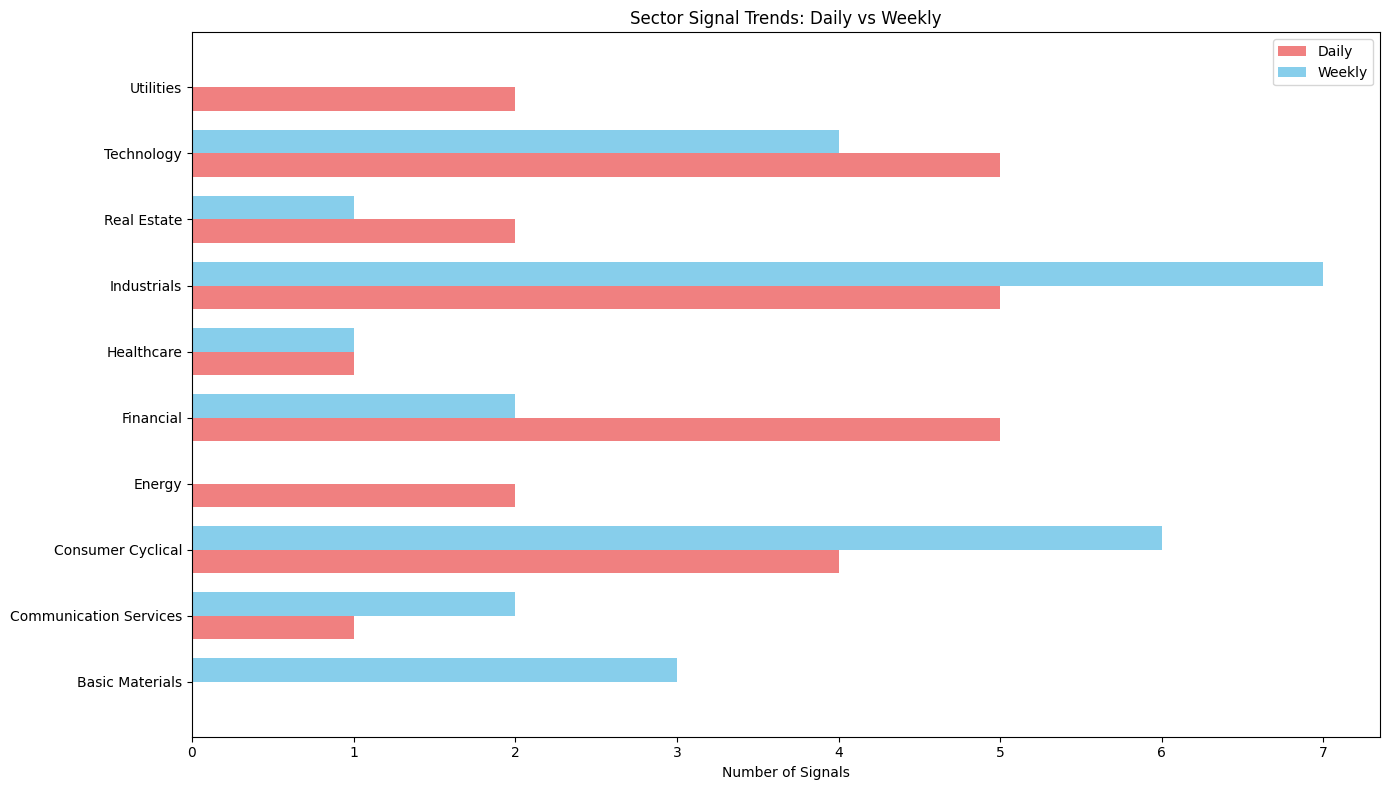 Sector Signal Trends: Daily vs Weekly
Daily
Weekly
Utilities
Technology
Real Estate
Industrials
Healthcare
Financial
Energy
Consumer Cyclical
Communication Services
Basic Materials
0 1 2 3 4 5 6 7
Number of Signals